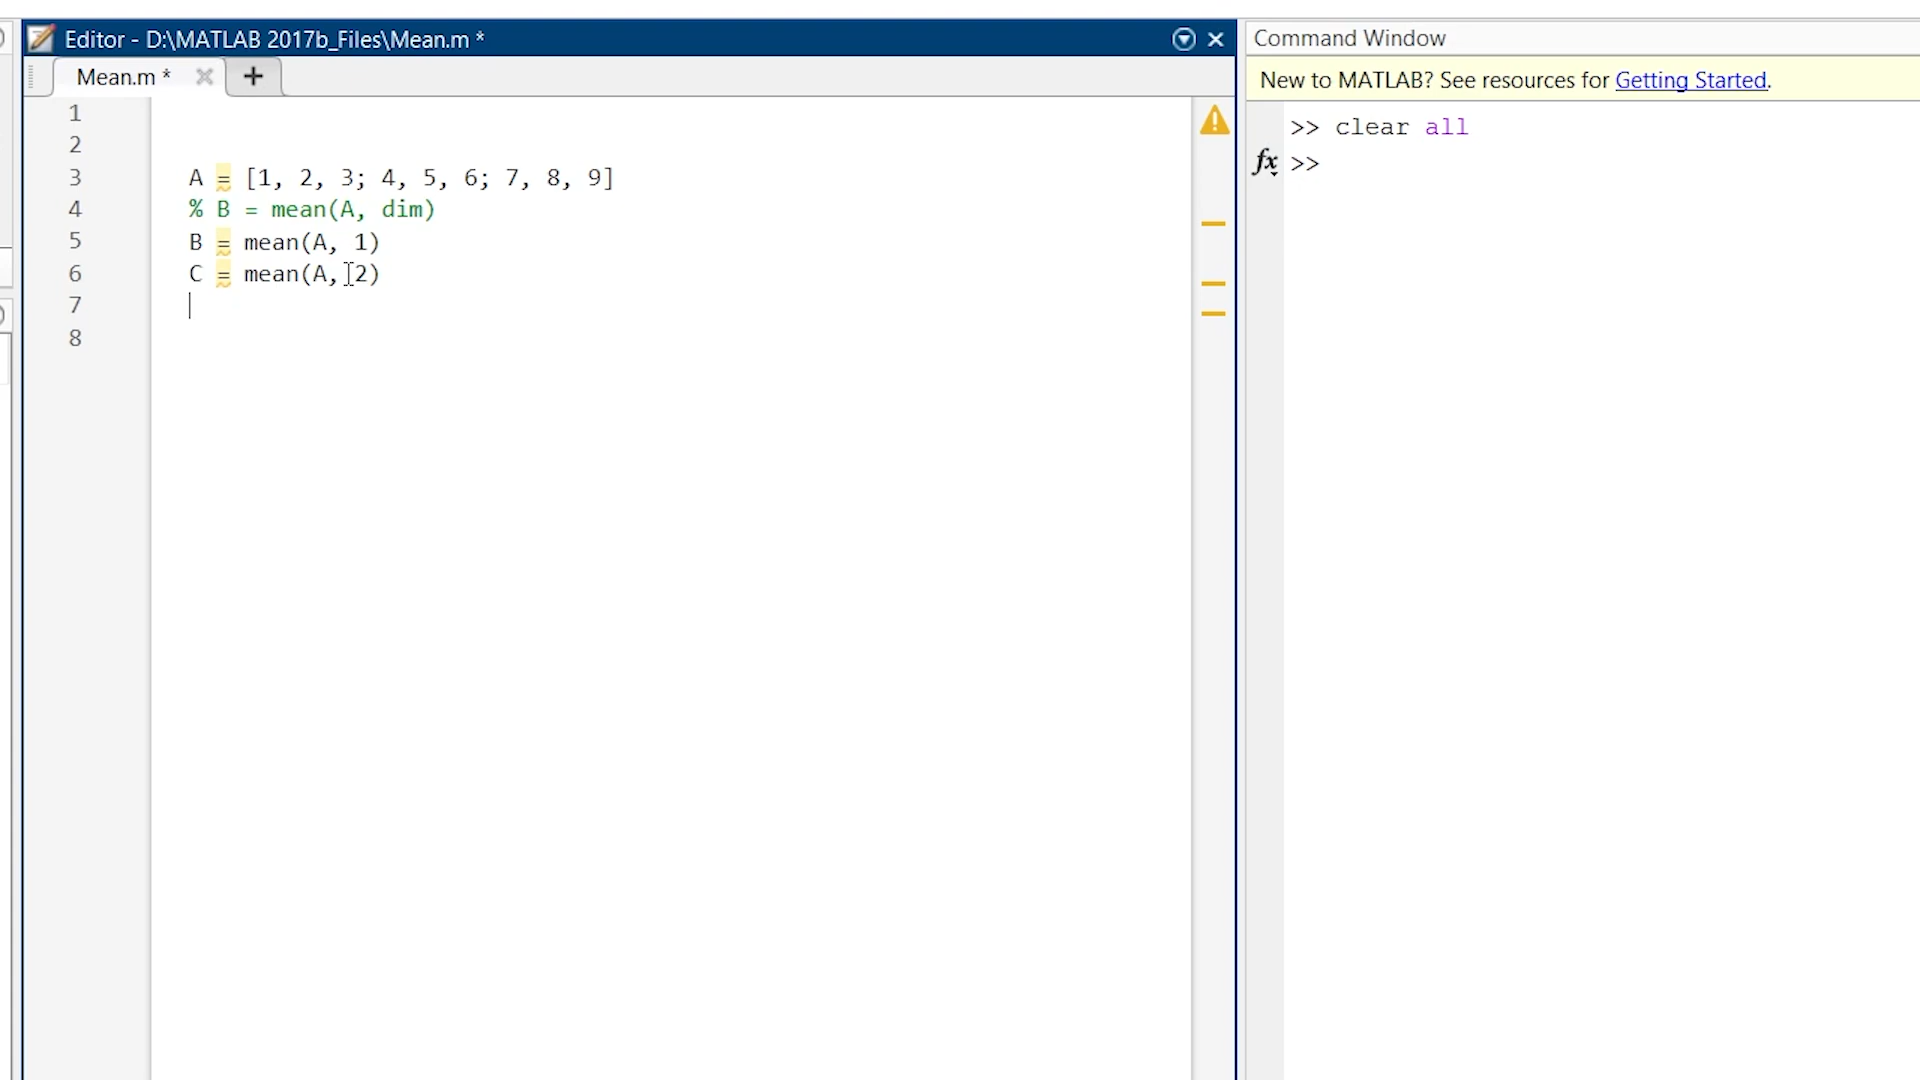 Editor - D:\MATLAB 2017b_Files\Mean.m *
Mean.m *
1
2
3 A = [1, 2, 3; 4, 5, 6; 7, 8, 9]
4 % B = mean(A, dim)
5 B = mean(A, 1)
6 C = mean(A, 2)
7
8
Command Window
New to MATLAB? See resources for Getting Started.
>> clear all
fx >>